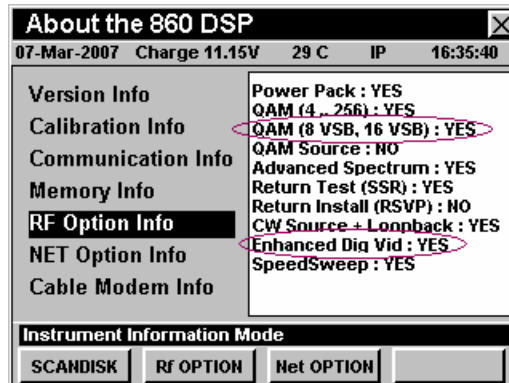 About the 860 DSP
07-Mar-2007 Charge 11.15V 29 C IP 16:35:40
Version Info
Calibration Info
Communication Info
Memory Info
RF Option Info
NET Option Info
Cable Modem Info
Power Pack : YES
QAM (4 .. 256) : YES
QAM (8 VSB, 16 VSB) : YES
QAM Source : NO
Advanced Spectrum : YES
Return Test (SSR) : YES
Return Install (RSVP) : NO
CW Source + Loopback : YES
Enhanced Dig Vid : YES
SpeedSweep : YES
Instrument Information Mode
SCANDISK Rf OPTION Net OPTION